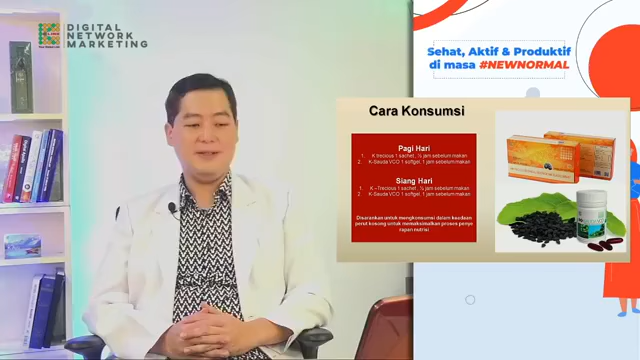 DIGITAL
NETWORK
MARKETING
Sehat, Aktif & Produktif
di masa #NEWNORMAL
Cara Konsumsi
Pagi Hari
1. K trecious 1 sachet , ½ jam sebelum makan
2. K-Sauda VCO 1 softgel, 1 jam sebelum makan
Siang Hari
1. K –Trecious 1 sachet , ½ jam sebelum makan
2. K-Sauda VCO 1 softgel, 1 jam sebelum makan
Disarankan untuk mengkonsumsi dalam keadaan
perut kosong untuk memaksimalkan proses penye
rapan nutrisi